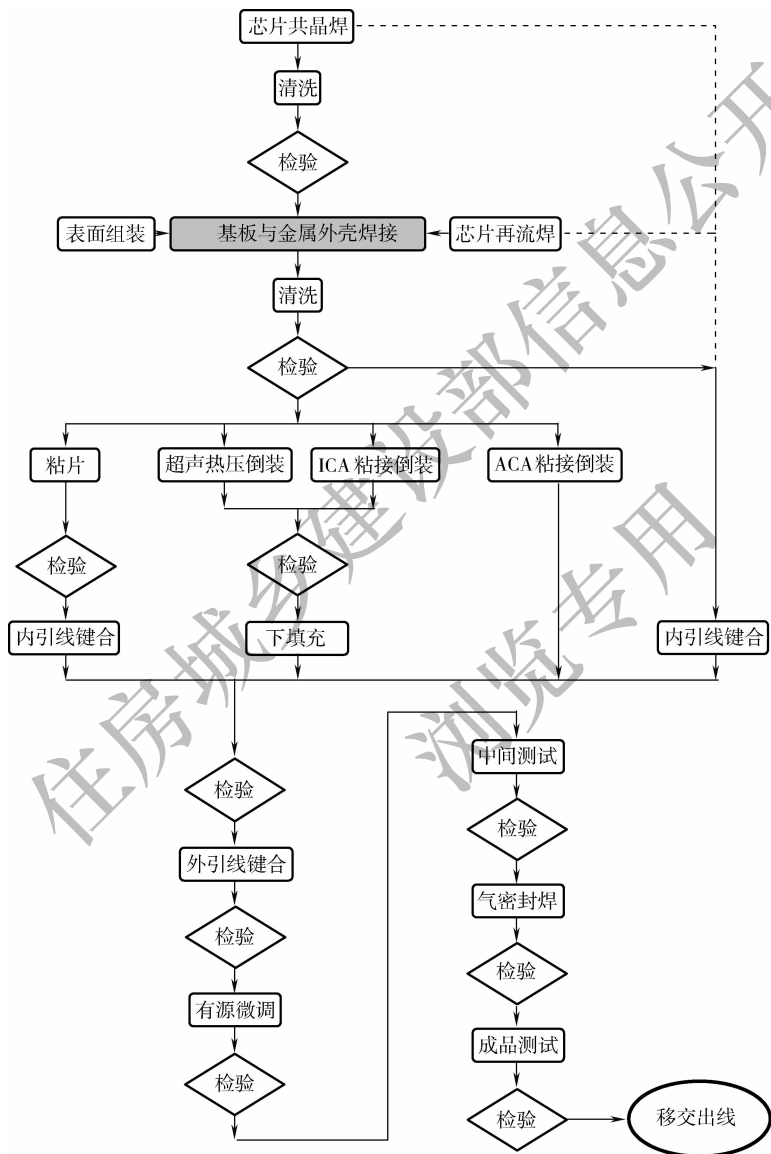 芯片共晶焊
清洗
检验
表面组装
基板与金属外壳焊接
芯片再流焊
清洗
检验
粘片
超声热压倒装
ICA粘接倒装
ACA粘接倒装
检验
检验
内引线键合
下填充
内引线键合
检验
外引线键合
检验
有源微调
检验
中间测试
检验
气密封焊
检验
成品测试
检验
移交出线
住房城乡建设部信息公开
浏览专用